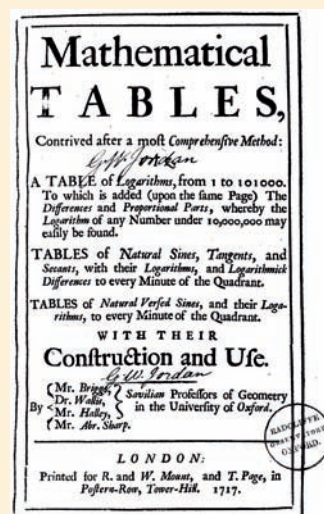 Mathematical
TABLES,
Contrived after a moſt Comprehenſive Method:
G. W. Jordan
A TABLE of Logarithms, from 1 to 101000.
To which is added (upon the ſame Page) The
Differences and Proportional Parts, whereby the
Logarithm of any Number under 10,000,000 may
eaſily be found.
TABLES of Natural Sines, Tangents, and
Secants, with their Logarithms, and Logarithmick
Differences to every Minute of the Quadrant.
TABLES of Natural Verſed Sines, and their Loga-
rithms, to every Minute of the Quadrant.
WITH THEIR
Conſtruction and Uſe.
G. W. Jordan
By
Mr. Briggs,
Dr. Wallis,
Mr. Halley,
Mr. Abr. Sharp.
Savilian Profeſſors of Geometry
in the Univerſity of Oxford.
RADCLIFFE
OBSERVATORY
OXFORD.
LONDON:
Printed for R. and W. Mount, and T. Page, in
Poſtern-Row, Tower-Hill. 1717.